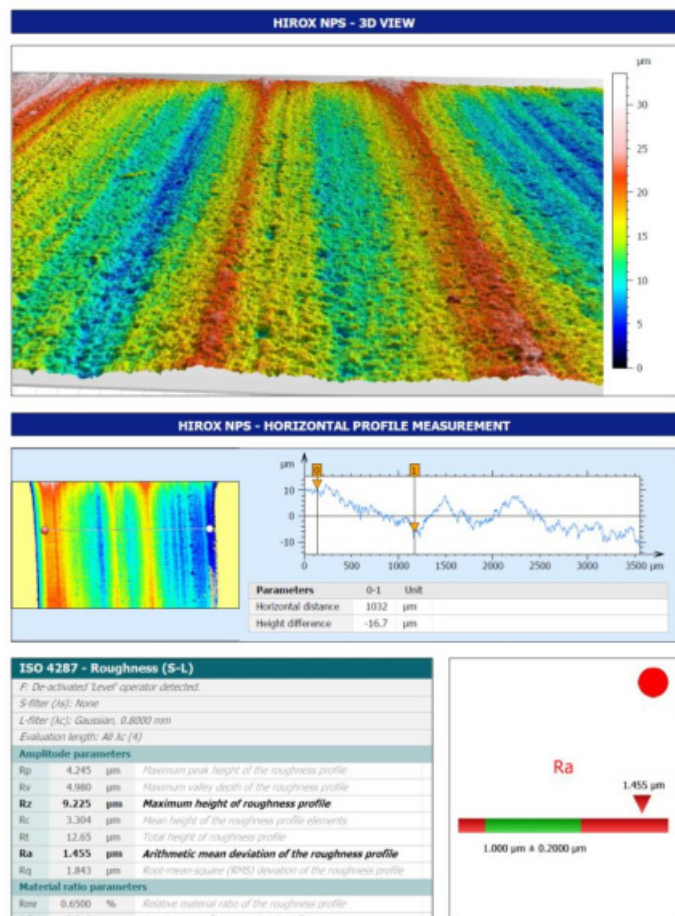 HIROX NPS - 3D VIEW
µm
30
25
20
15
10
5
0
HIROX NPS - HORIZONTAL PROFILE MEASUREMENT
µm
0 1
10
0
-10
0 500 1000 1500 2000 2500 3000 3500 µm
Parameters 0-1 Unit
Horizontal distance 1032 µm
Height difference -16.7 µm
ISO 4287 - Roughness (S-L)
F: De-activated 'Level' operator detected.
S-filter (λs): None
L-filter (λc): Gaussian, 0.8000 mm
Evaluation length: All λc (4)
Amplitude parameters
Rp 4.245 µm Maximum peak height of the roughness profile
Rv 4.980 µm Maximum valley depth of the roughness profile
Rz 9.225 µm Maximum height of roughness profile
Rc 3.304 µm Mean height of the roughness profile elements
Rt 12.65 µm Total height of roughness profile
Ra 1.455 µm Arithmetic mean deviation of the roughness profile
Rq 1.843 µm Root-mean-square (RMS) deviation of the roughness profile
Material ratio parameters
Rmr 0.6500 % Relative material ratio of the roughness profile
Ra
1.455 µm
1.000 µm ± 0.2000 µm